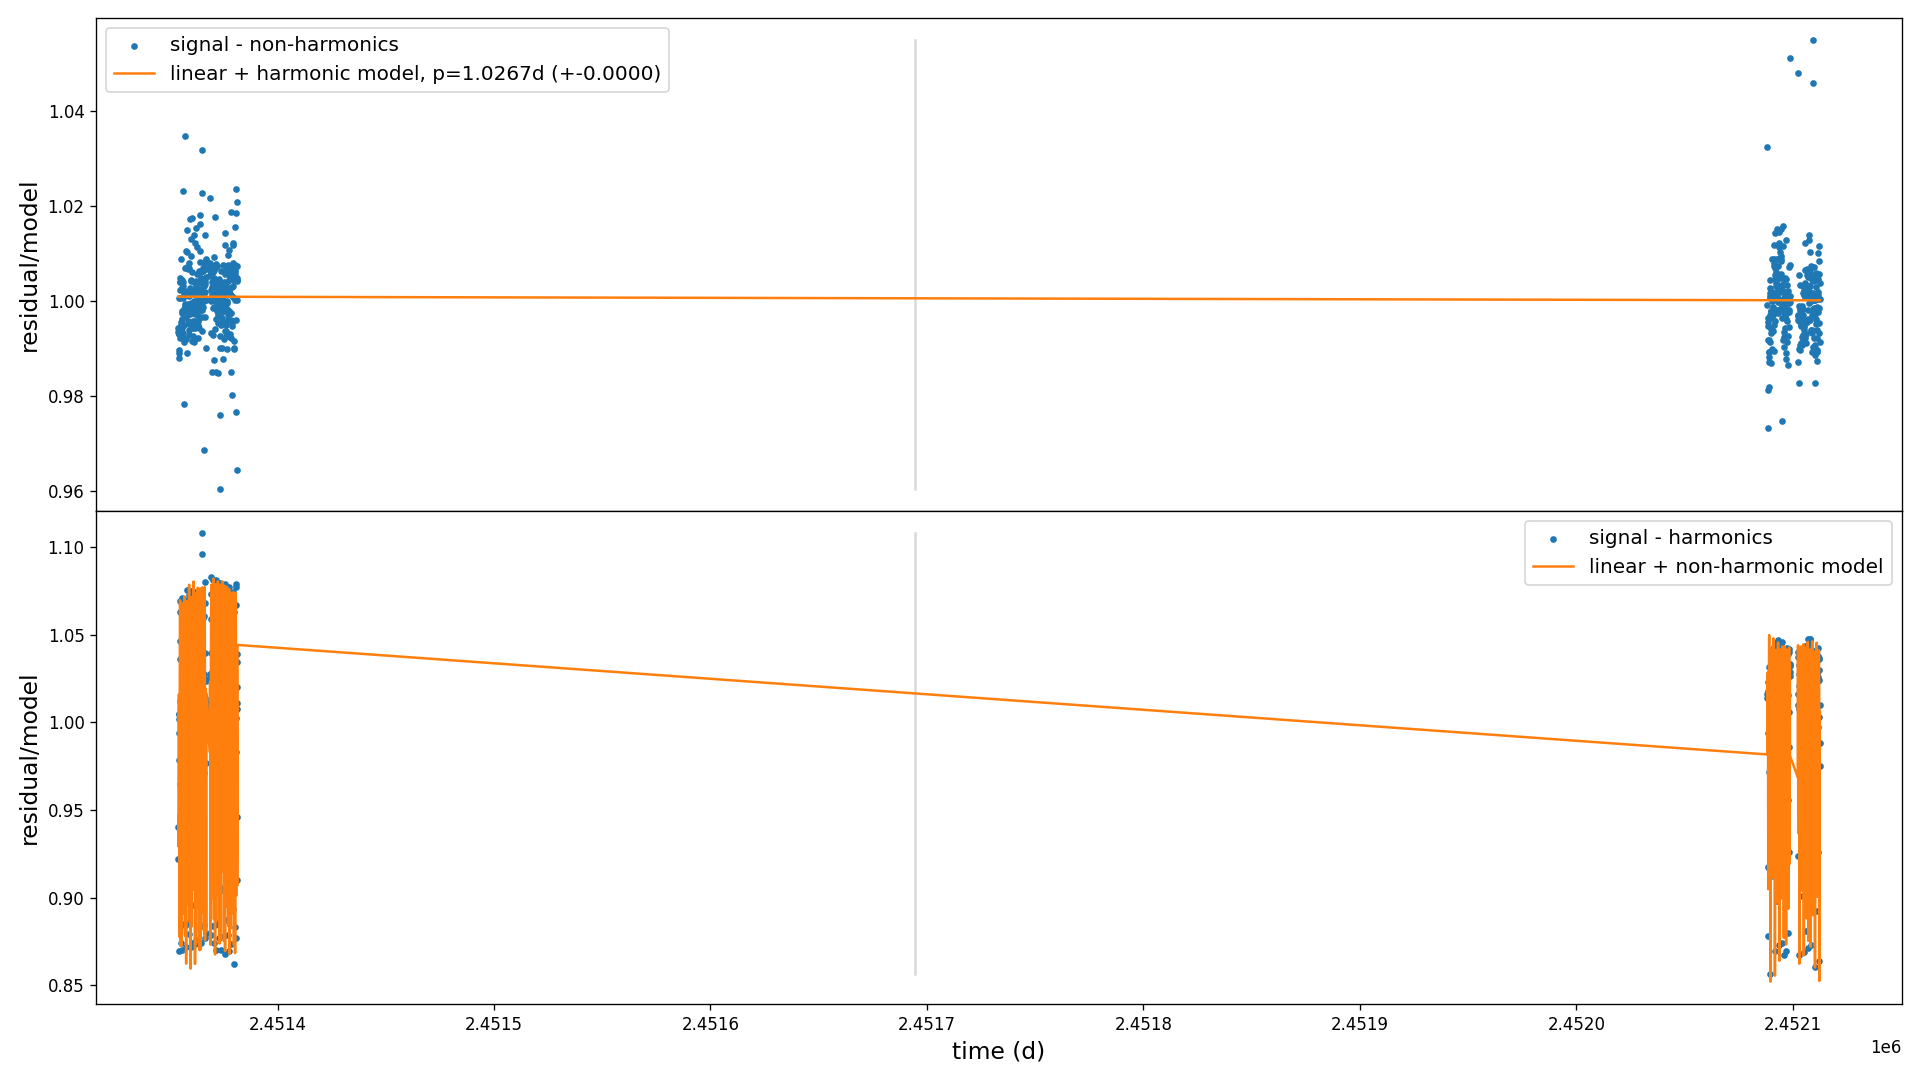 signal - non-harmonics
linear + harmonic model, p=1.0267d (+-0.0000)
residual/model
1.04
1.02
1.00
0.98
0.96
signal - harmonics
linear + non-harmonic model
residual/model
1.10
1.05
1.00
0.95
0.90
0.85
2.4514
2.4515
2.4516
2.4517
2.4518
2.4519
2.4520
2.4521
1e6
time (d)